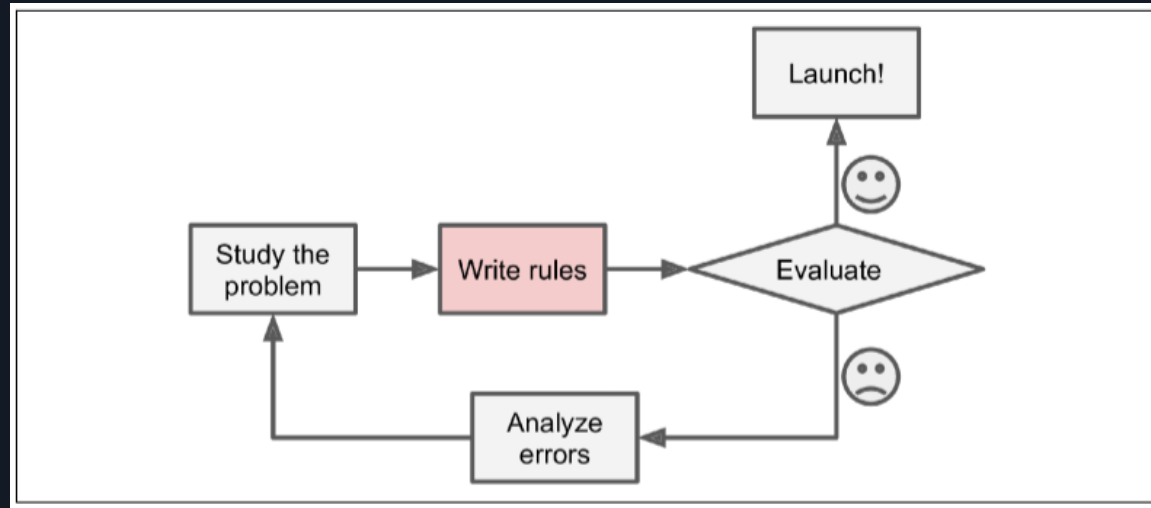 Launch!
Study the
problem
Write rules
Evaluate
Analyze
errors